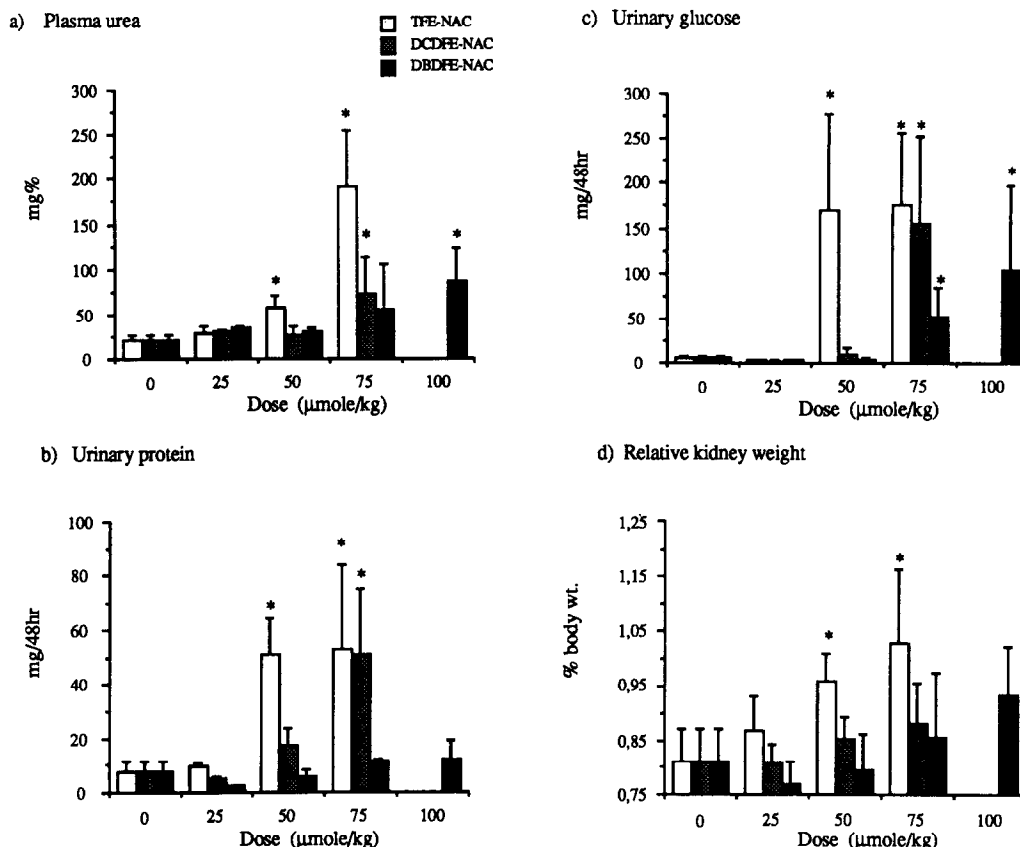 a) Plasma urea
TFE-NAC
DCDFE-NAC
DBDFE-NAC
300
250
200
150
100
50
0
mg%
*
*
*
*
0 25 50 75 100
Dose (µmole/kg)
c) Urinary glucose
300
250
200
150
100
50
0
mg/48hr
*
*
*
*
*
0 25 50 75 100
Dose (µmole/kg)
b) Urinary protein
100
80
60
40
20
0
mg/48hr
*
*
*
0 25 50 75 100
Dose (µmole/kg)
d) Relative kidney weight
1,25
1,15
1,05
0,95
0,85
0,75
% body wt.
*
*
0 25 50 75 100
Dose (µmole/kg)